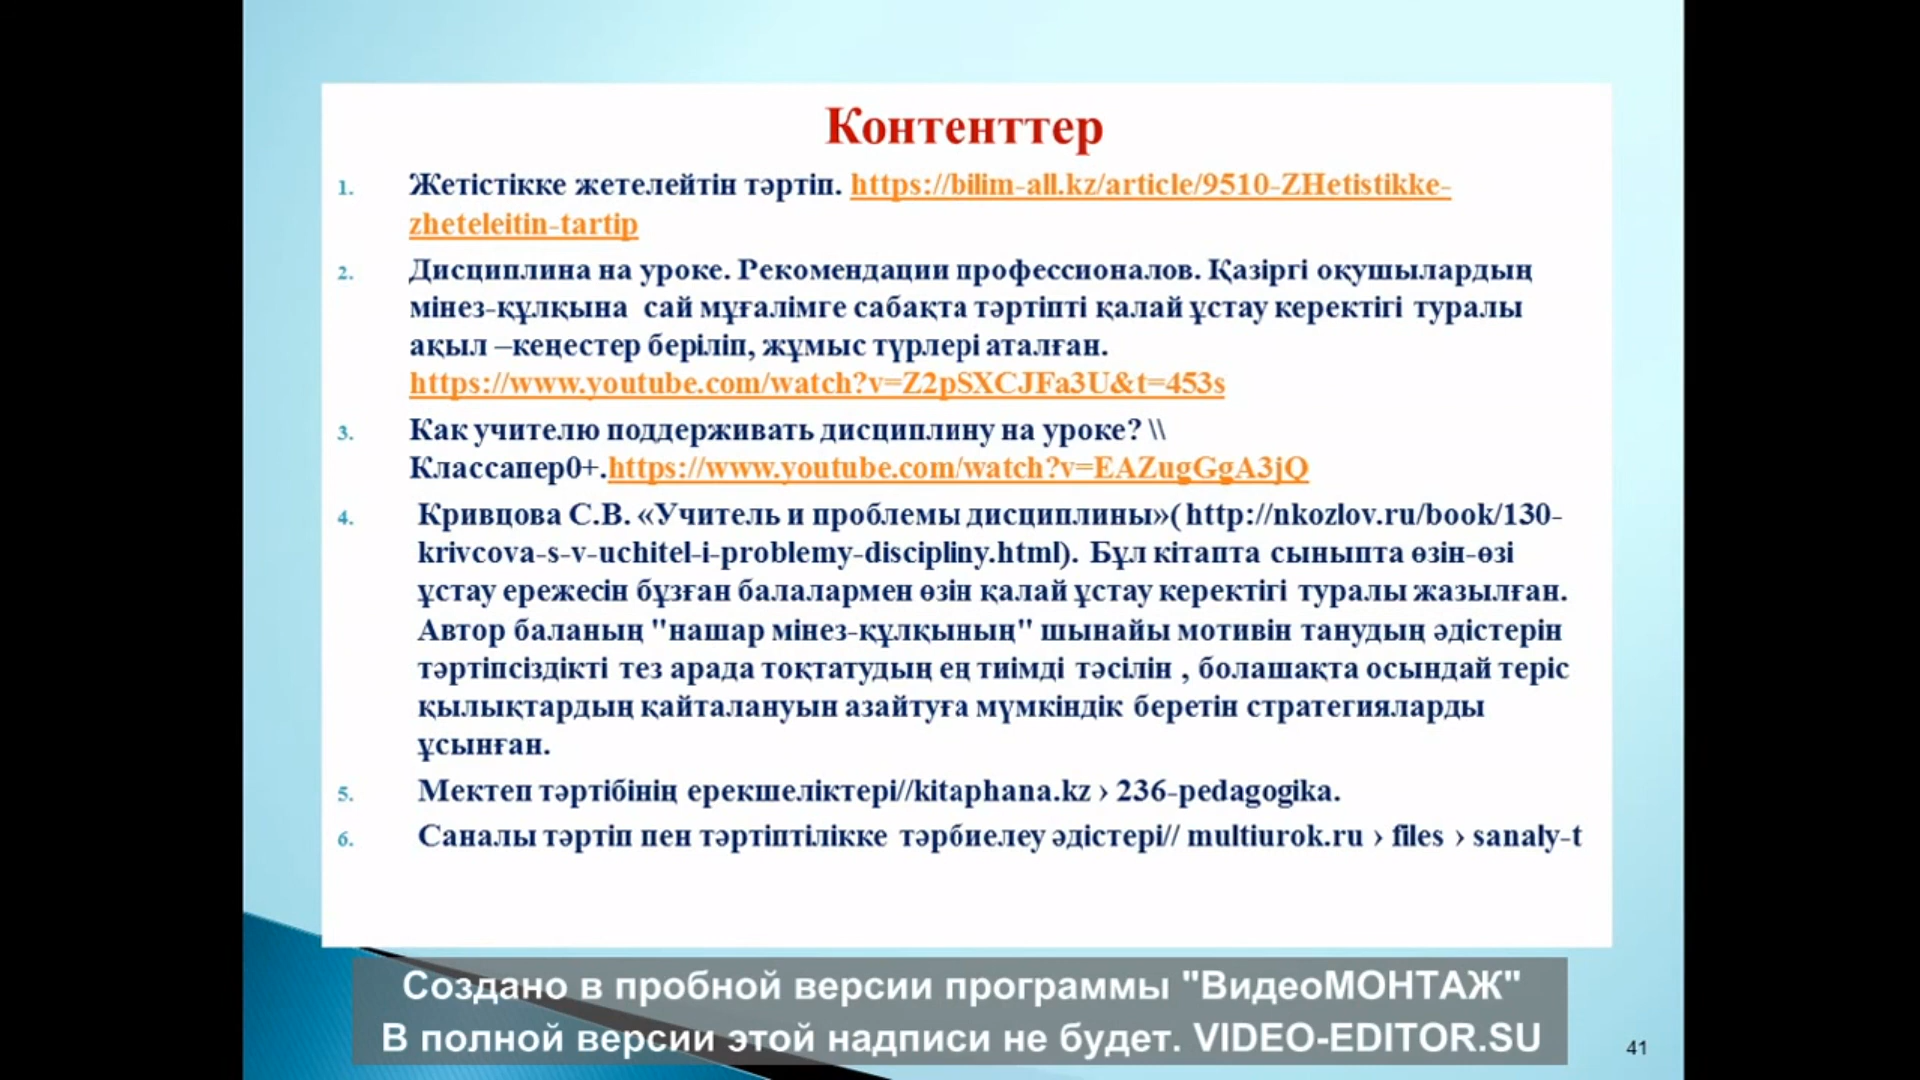 Контенттер
1. Жетістікке жетелейтін тәртіп. https://bilim-all.kz/article/9510-ZHetistikke-
zheteleitin-tartip
2. Дисциплина на уроке. Рекомендации профессионалов. Қазіргі оқушылардың
мінез-құлқына сай мұғалімге сабақта тәртіпті қалай ұстау керектігі туралы
ақыл –кеңестер беріліп, жұмыс түрлері аталған.
https://www.youtube.com/watch?v=Z2pSXCJFa3U&t=453s
3. Как учителю поддерживать дисциплину на уроке? \\
Классапер0+.https://www.youtube.com/watch?v=EAZugGgA3jQ
4. Кривцова С.В. «Учитель и проблемы дисциплины»( http://nkozlov.ru/book/130-
krivcova-s-v-uchitel-i-problemy-discipliny.html). Бұл кітапта сыныпта өзін-өзі
ұстау ережесін бұзған балалармен өзін қалай ұстау керектігі туралы жазылған.
Автор баланың "нашар мінез-құлқының" шынайы мотивін танудың әдістерін
тәртіпсіздікті тез арада тоқтатудың ең тиімді тәсілін , болашақта осындай теріс
қылықтардың қайталануын азайтуға мүмкіндік беретін стратегияларды
ұсынған.
5. Мектеп тәртібінің ерекшеліктері//kitaphana.kz › 236-pedagogika.
6. Саналы тәртіп пен тәртіптілікке тәрбиелеу әдістері// multiurok.ru › files › sanaly-t
Создано в пробной версии программы "ВидеоМОНТАЖ"
В полной версии этой надписи не будет. VIDEO-EDITOR.SU
41